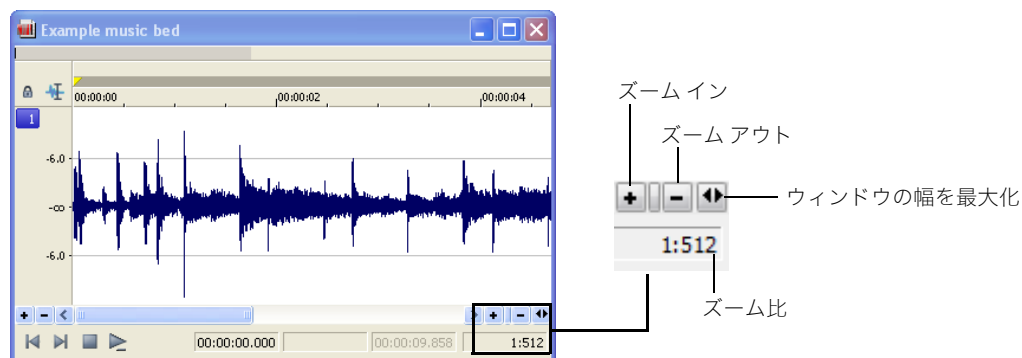 Example music bed
00:00:00
00:00:02
00:00:04
1
-6.0
-∞
-6.0
00:00:00.000
00:00:09.858
1:512
ズーム イン
ズーム アウト
ウィンドウの幅を最大化
1:512
ズーム比